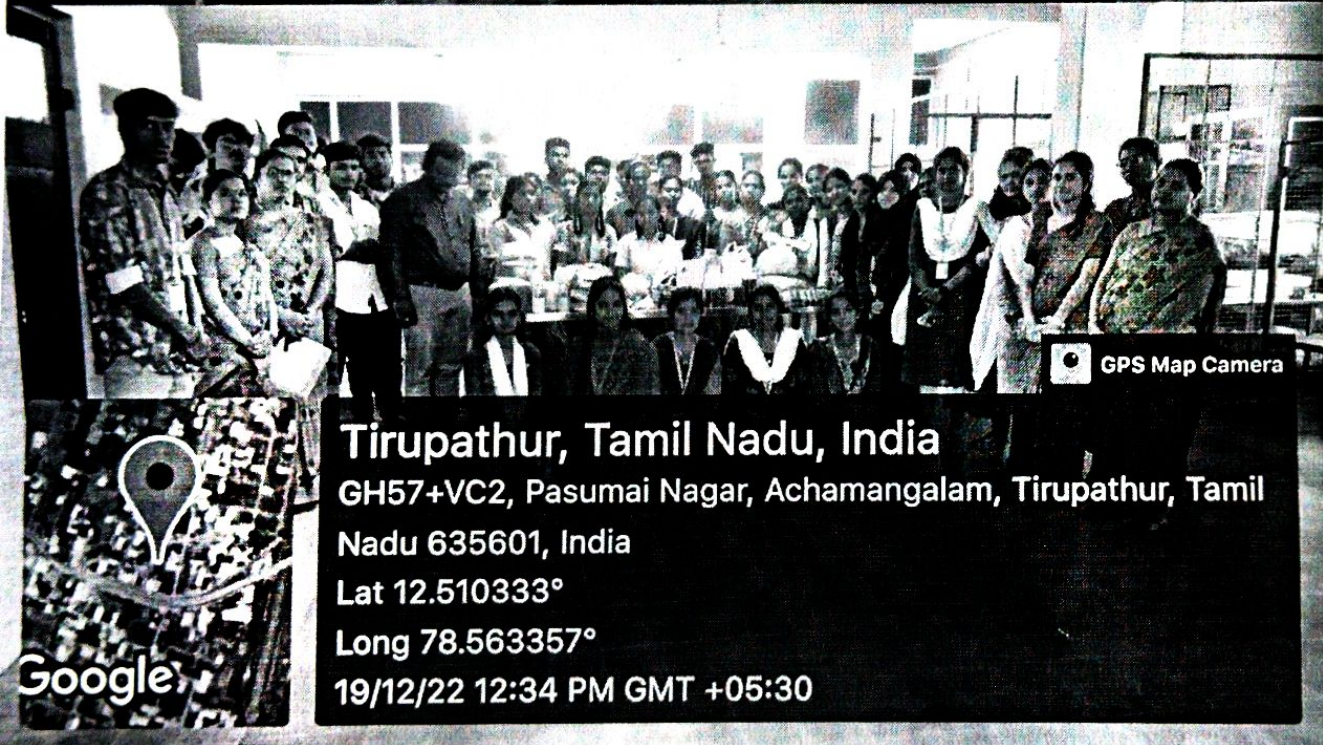 GPS Map Camera
Tirupathur, Tamil Nadu, India
GH57+VC2, Pasumai Nagar, Achamangalam, Tirupathur, Tamil
Nadu 635601, India
Lat 12.510333°
Long 78.563357°
19/12/22 12:34 PM GMT +05:30
Google